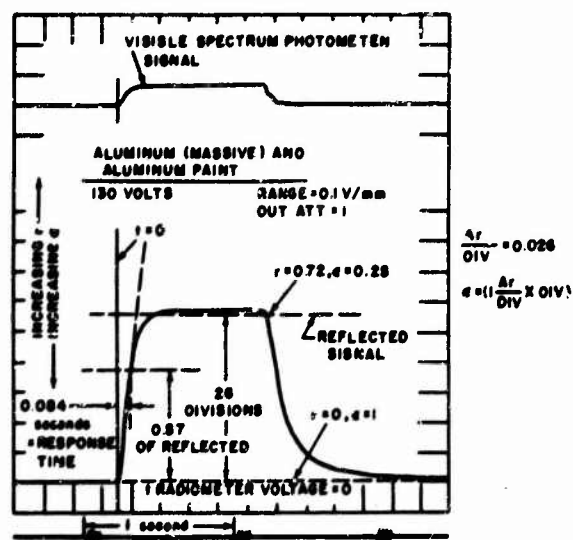 VISIBLE SPECTRUM PHOTOMETEN
SIGNAL
ALUMINUM (MASSIVE) AND
ALUMINUM PAINT
130 VOLTS
RANGE = 0.1 V/mm
OUT ATT = 1
INCREASING r
INCREASING α
t = 0
r = 0.72, α = 0.28
REFLECTED
SIGNAL
26
DIVISIONS
0.084
seconds
=RESPONSE
TIME
0.37
OF REFLECTED
r = 0, α = 1
RADIOMETER VOLTAGE = 0
1 second
Δr
DIV
= 0.026
α = (1 Δr
DIV
X DIV)